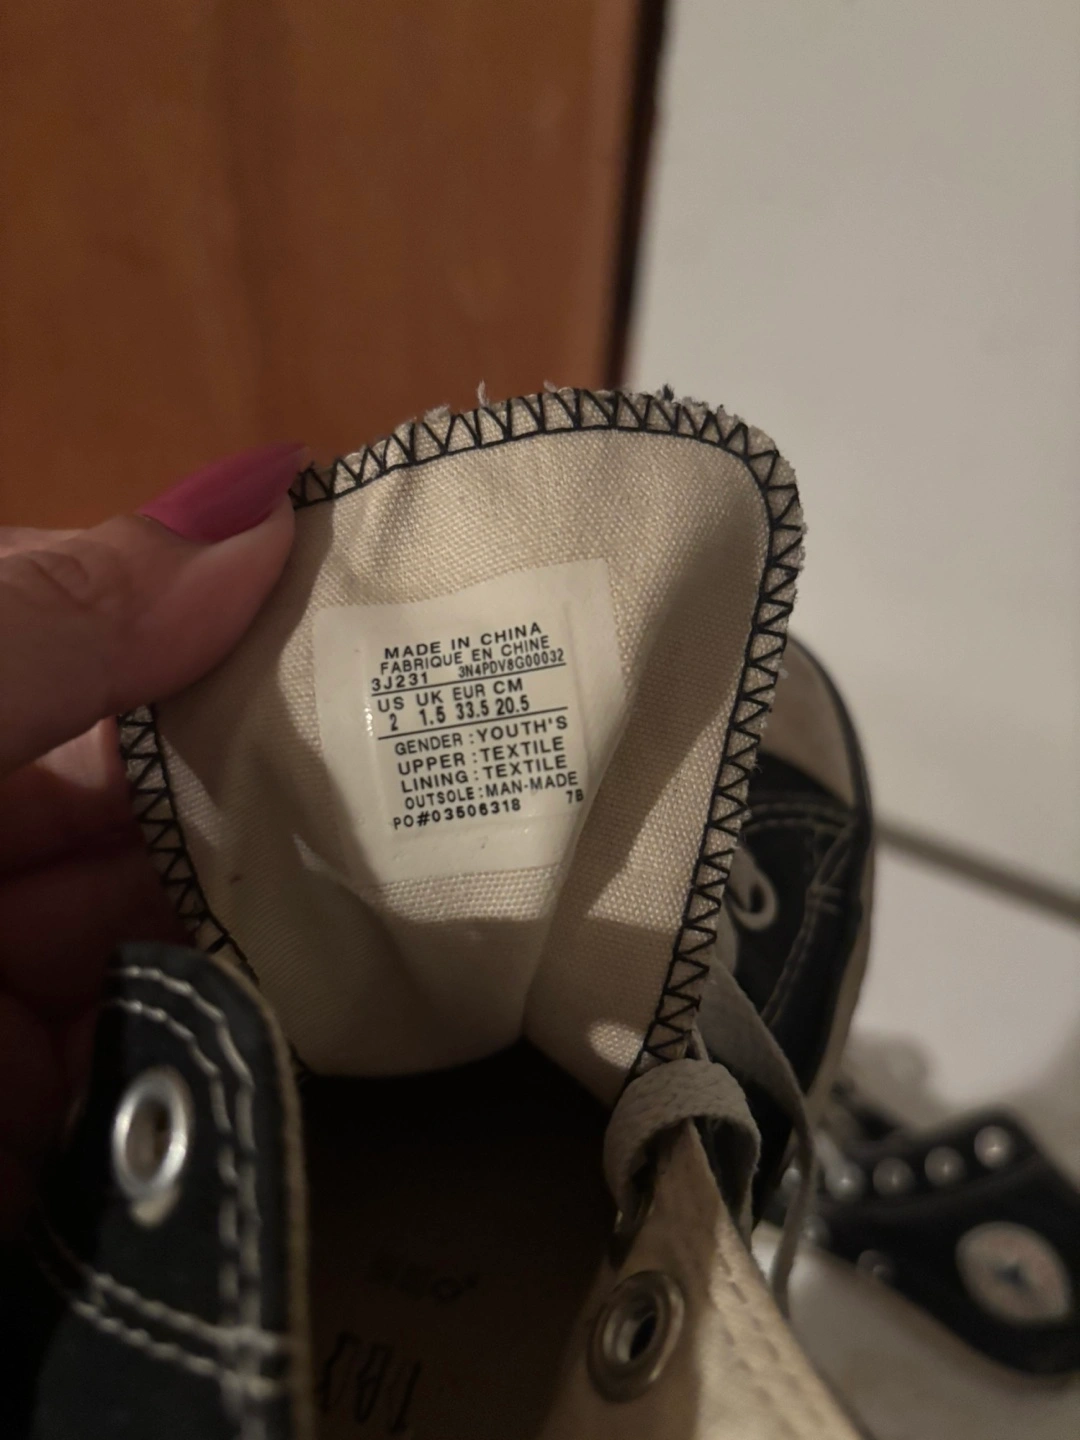 MADE IN CHINA
FABRIQUE EN CHINE
3J231 3N4PDV8G00032
US UK EUR CM
2 1.5 33.5 20.5
GENDER : YOUTH'S
UPPER : TEXTILE
LINING : TEXTILE
OUTSOLE : MAN-MADE
PO#03506318 7B